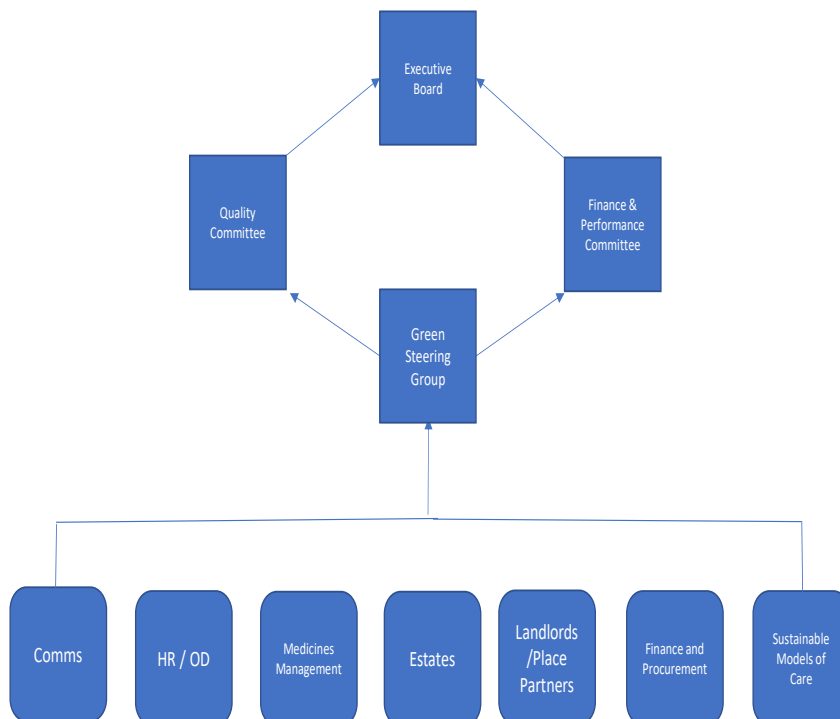 Executive
Board
Quality
Committee
Finance &
Performance
Committee
Green
Steering
Group
Comms
HR / OD
Medicines
Management
Estates
Landlords
/Place
Partners
Finance and
Procurement
Sustainable
Models of
Care